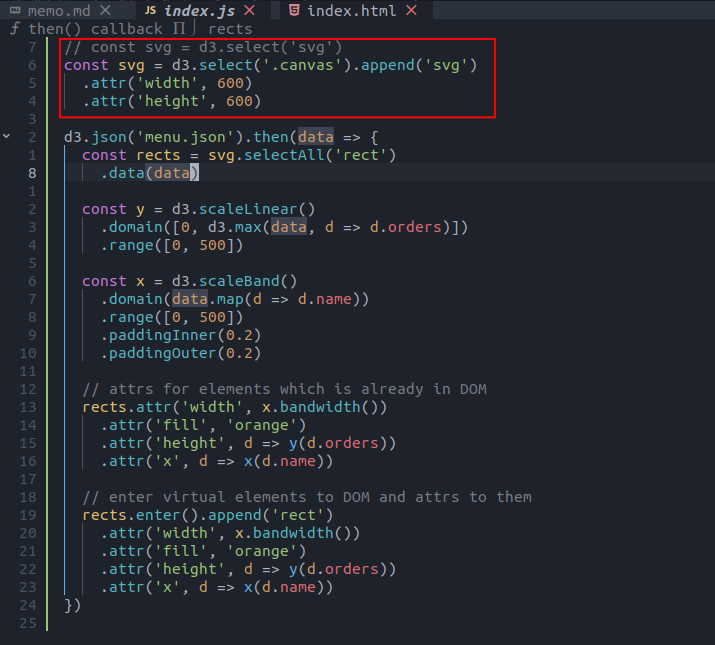 memo.md
JS index.js
index.html
then() callback rects
7 // const svg = d3.select('svg')
6 const svg = d3.select('.canvas').append('svg')
5 .attr('width', 600)
4 .attr('height', 600)
3
2 d3.json('menu.json').then(data => {
1 const rects = svg.selectAll('rect')
8 .data(data)
1
2 const y = d3.scaleLinear()
3 .domain([0, d3.max(data, d => d.orders)])
4 .range([0, 500])
5
6 const x = d3.scaleBand()
7 .domain(data.map(d => d.name))
8 .range([0, 500])
9 .paddingInner(0.2)
10 .paddingOuter(0.2)
11
12 // attrs for elements which is already in DOM
13 rects.attr('width', x.bandwidth())
14 .attr('fill', 'orange')
15 .attr('height', d => y(d.orders))
16 .attr('x', d => x(d.name))
17
18 // enter virtual elements to DOM and attrs to them
19 rects.enter().append('rect')
20 .attr('width', x.bandwidth())
21 .attr('fill', 'orange')
22 .attr('height', d => y(d.orders))
23 .attr('x', d => x(d.name))
24 })
25